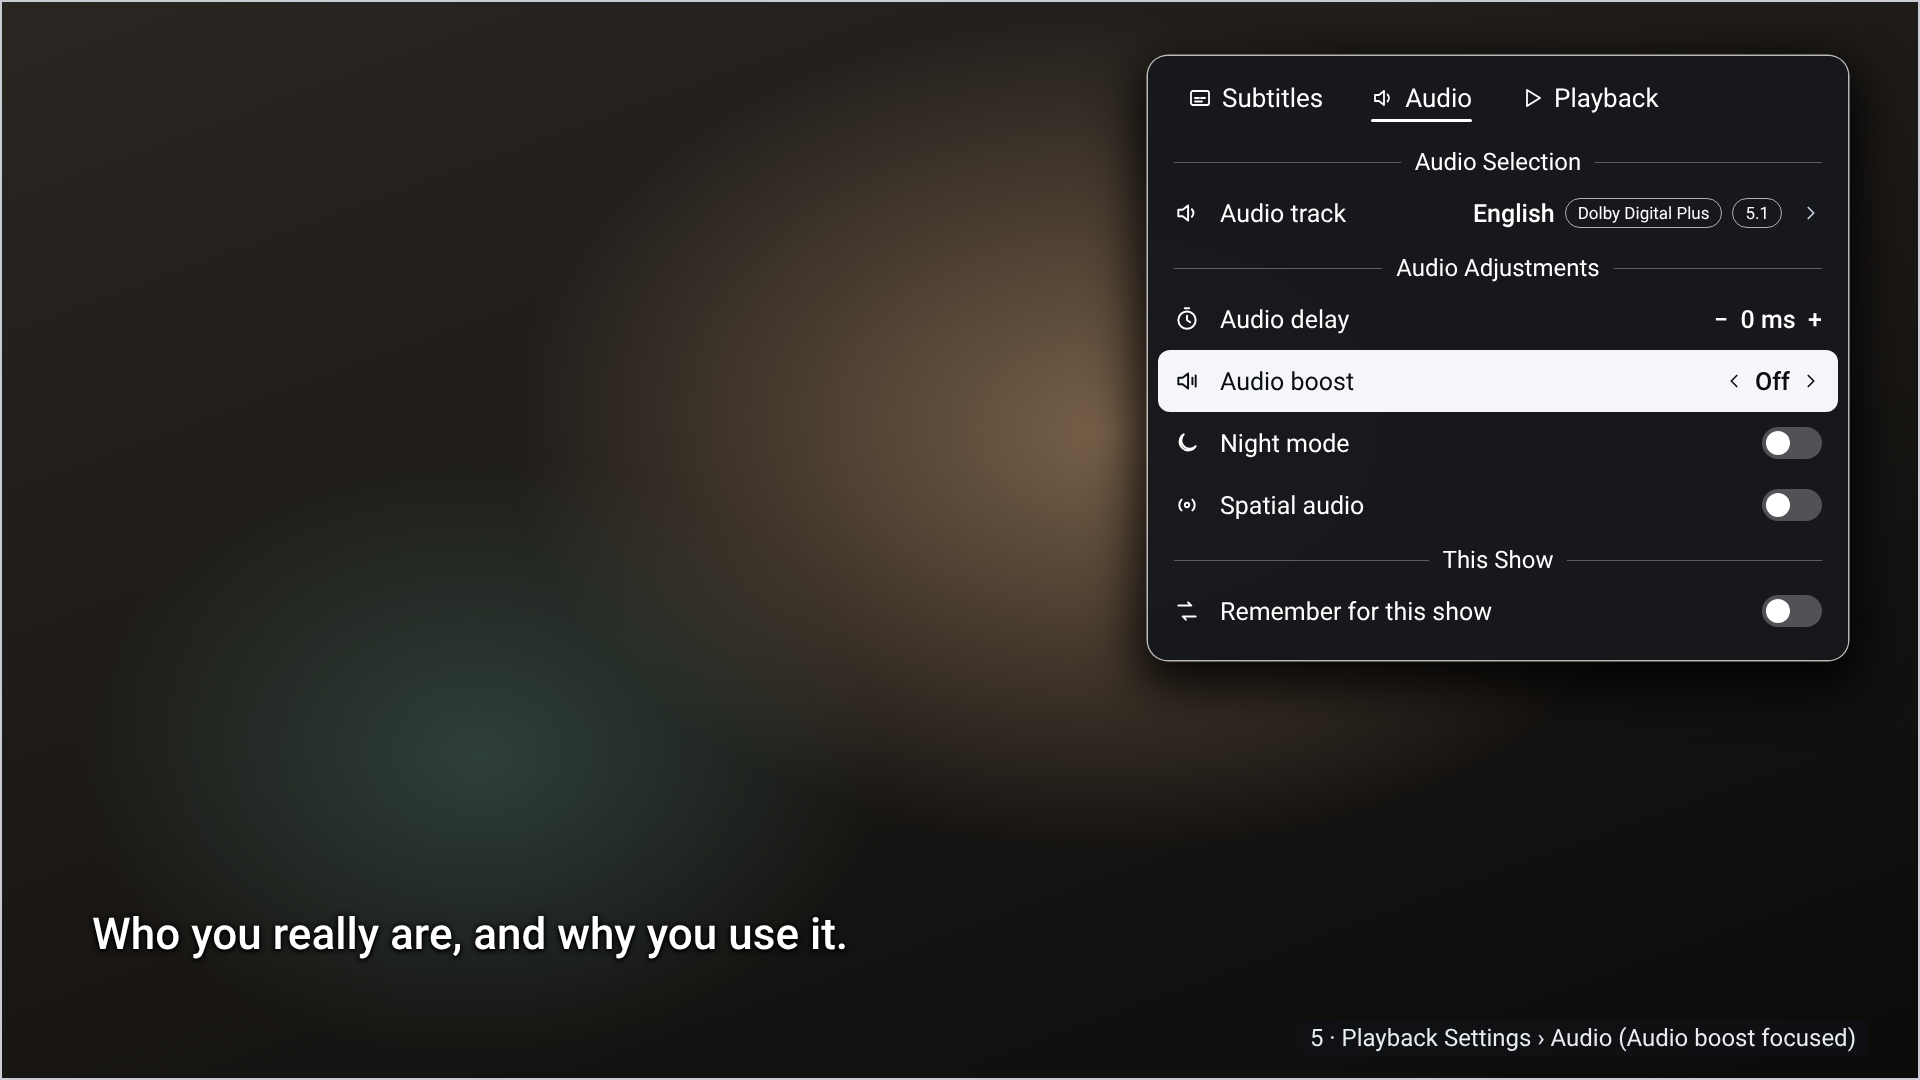 Subtitles Audio Playback
Audio Selection
Audio track English Dolby Digital Plus 5.1
Audio Adjustments
Audio delay − 0 ms +
Audio boost Off
Night mode
Spatial audio
This Show
Remember for this show
Who you really are, and why you use it.
5 · Playback Settings › Audio (Audio boost focused)